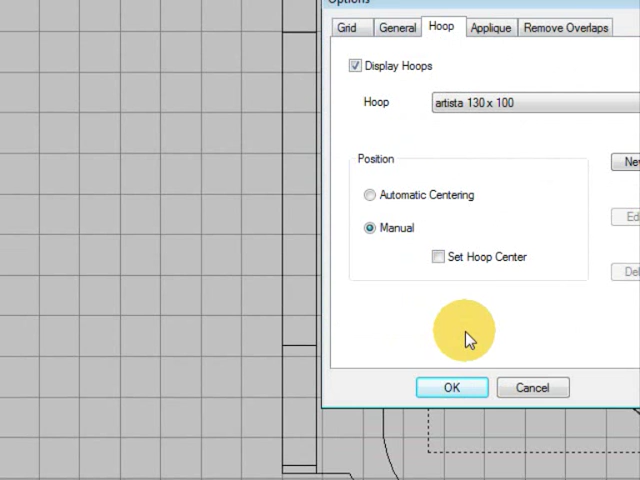 Options
Grid General Hoop Applique Remove Overlaps
Display Hoops
Hoop artista 130 x 100
Position
Automatic Centering
Manual
Set Hoop Center
OK Cancel